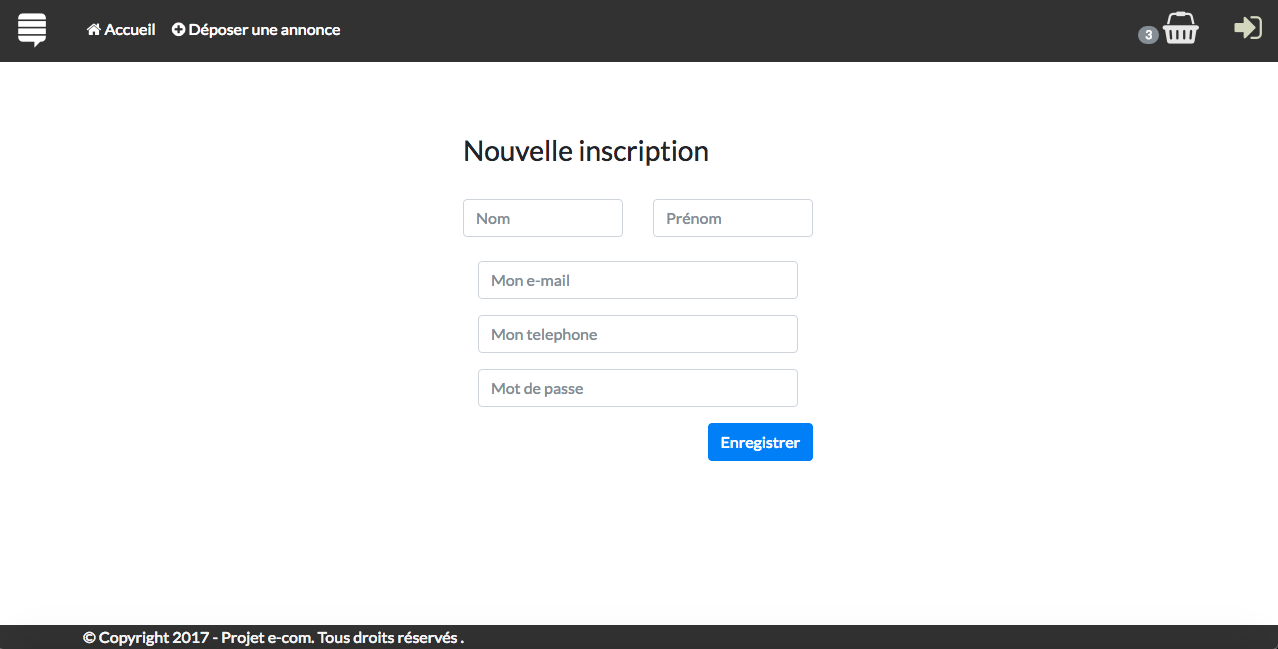 Accueil Déposer une annonce 3
Nouvelle inscription
Nom Prénom
Mon e-mail
Mon telephone
Mot de passe
Enregistrer
© Copyright 2017 - Projet e-com. Tous droits réservés .